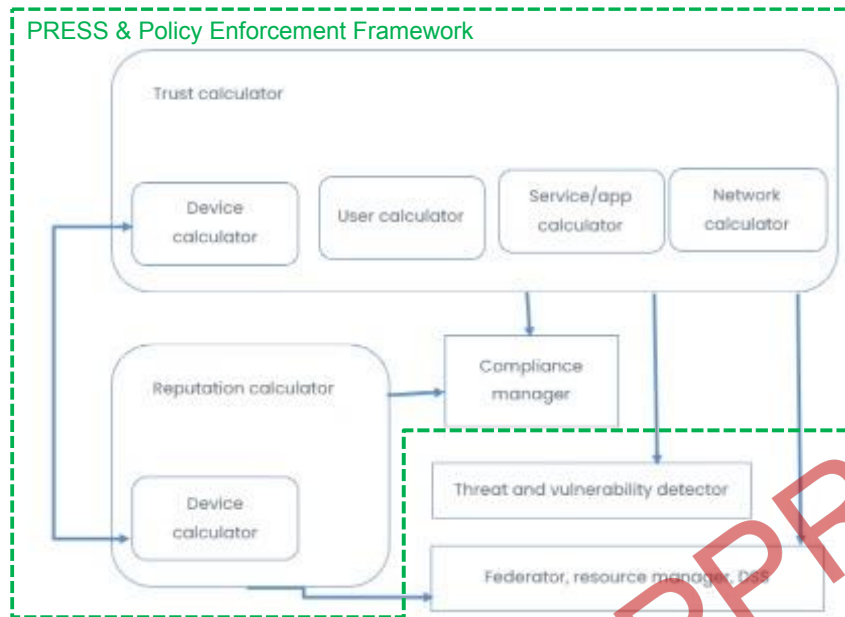 PRESS & Policy Enforcement Framework
Trust calculator
Device
calculator
User calculator
Service/app
calculator
Network
calculator
Compliance
manager
Reputation calculator
Device
calculator
Threat and vulnerability detector
Federator, resource manager, DSS
PPR